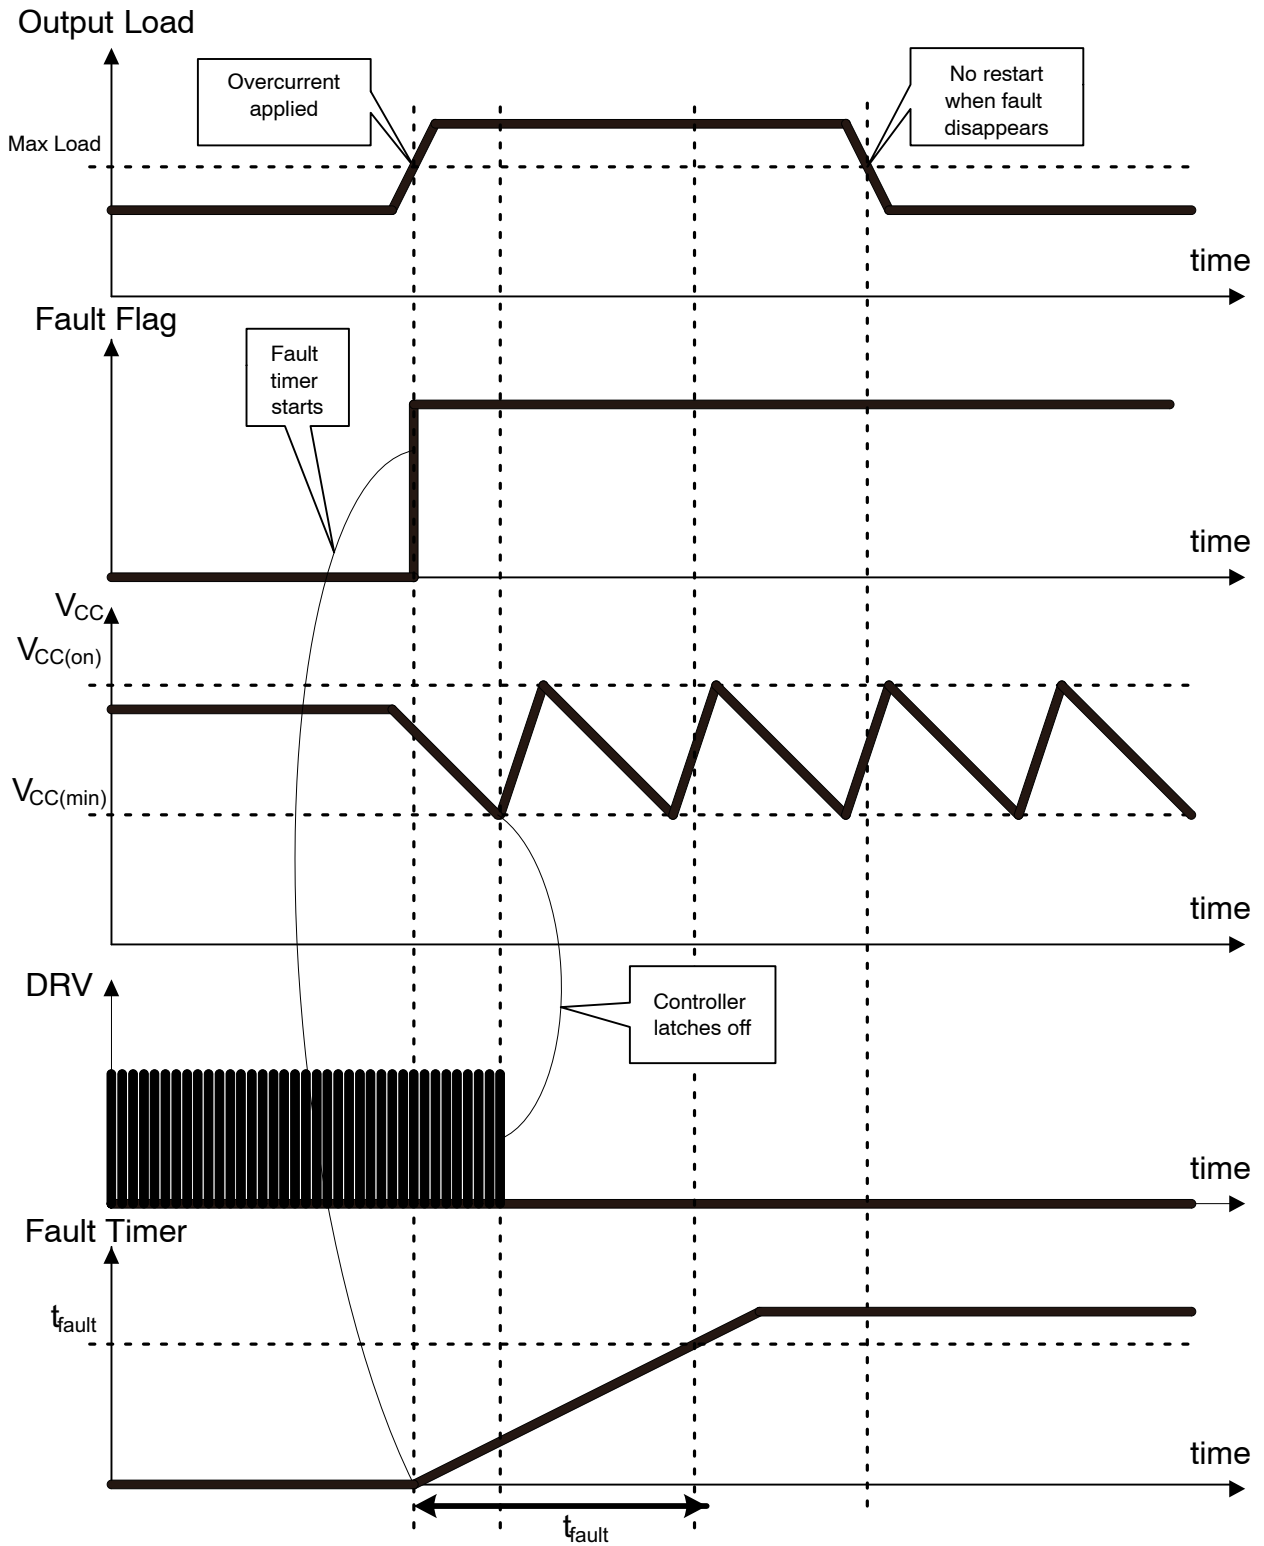 Output Load
Overcurrent
applied
No restart
when fault
disappears
Max Load
time
Fault Flag
Fault
timer
starts
time
VCC
VCC(on)
VCC(min)
time
DRV
Controller
latches off
time
Fault Timer
tfault
time
tfault